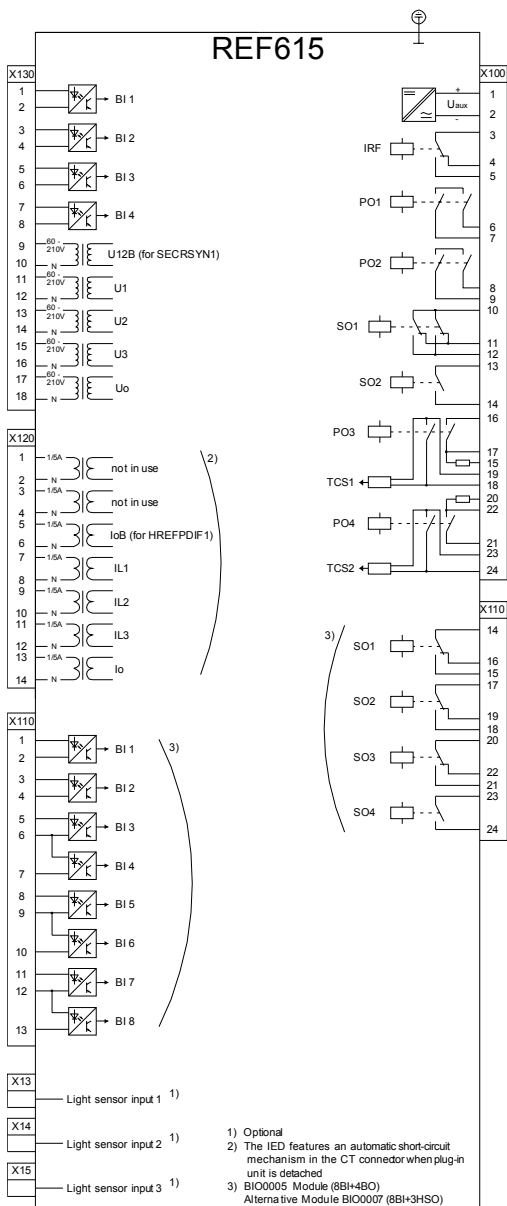 REF615
X130
1
2
BI 1
3
4
BI 2
5
6
BI 3
7
8
BI 4
9
60 -
210V
10
N
U12B (for SECRSYN1)
11
60 -
210V
12
N
U1
13
60 -
210V
14
N
U2
15
60 -
210V
16
N
U3
17
60 -
210V
18
N
Uo
X120
1
1/5A
2
N
not in use
3
1/5A
4
N
not in use
5
1/5A
6
N
IoB (for HREFPDIF1)
7
1/5A
8
N
IL1
9
1/5A
10
N
IL2
11
1/5A
12
N
IL3
13
1/5A
14
N
Io
2)
X110
1
2
BI 1
3)
3
4
BI 2
5
6
BI 3
7
BI 4
8
9
BI 5
10
BI 6
11
12
BI 7
13
BI 8
X13
Light sensor input 1 1)
X14
Light sensor input 2 1)
X15
Light sensor input 3 1)
X100
+
Uaux
-
1
2
3
IRF
4
5
PO1
6
7
PO2
8
9
10
SO1
11
12
13
SO2
14
16
PO3
17
15
19
TCS1
18
20
22
PO4
21
23
TCS2
24
X110
3)
14
SO1
16
15
17
SO2
19
18
20
SO3
22
21
23
SO4
24
1) Optional
2) The IED features an automatic short-circuit
mechanism in the CT connector when plug-in
unit is detached
3) BIO0005 Module (8BI+4BO)
Alternative Module BIO0007 (8BI+3HSO)